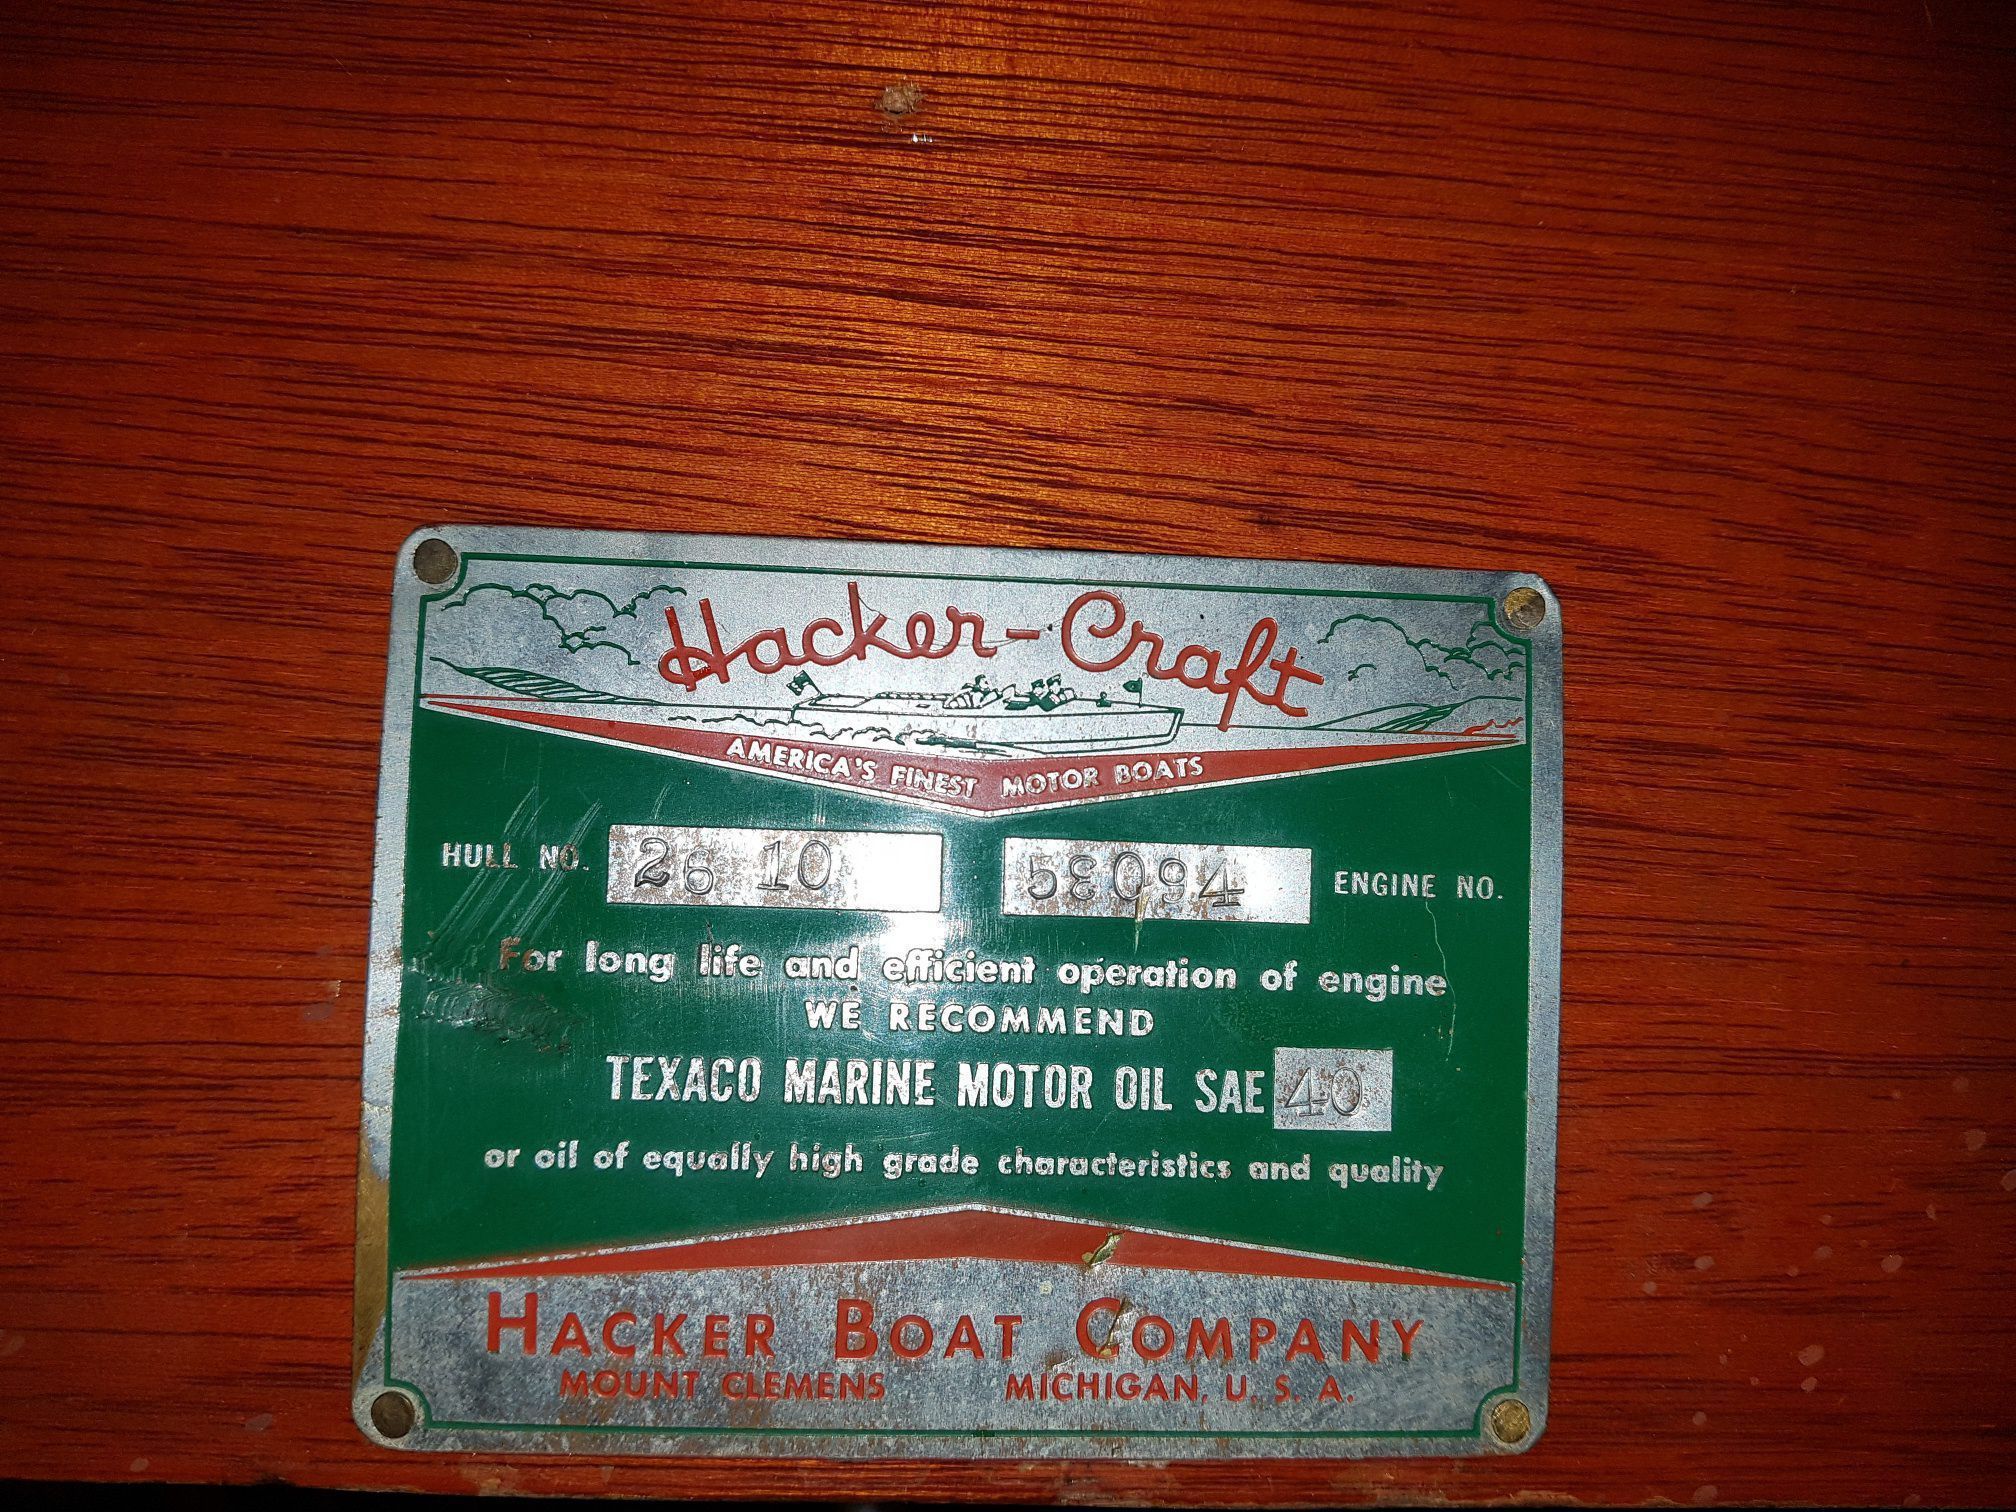 Hacker-Craft
AMERICA'S FINEST MOTOR BOATS
HULL NO. 26 10 53094 ENGINE NO.
For long life and efficient operation of engine
WE RECOMMEND
TEXACO MARINE MOTOR OIL SAE 40
or oil of equally high grade characteristics and quality
HACKER BOAT COMPANY
MOUNT CLEMENS MICHIGAN, U. S. A.